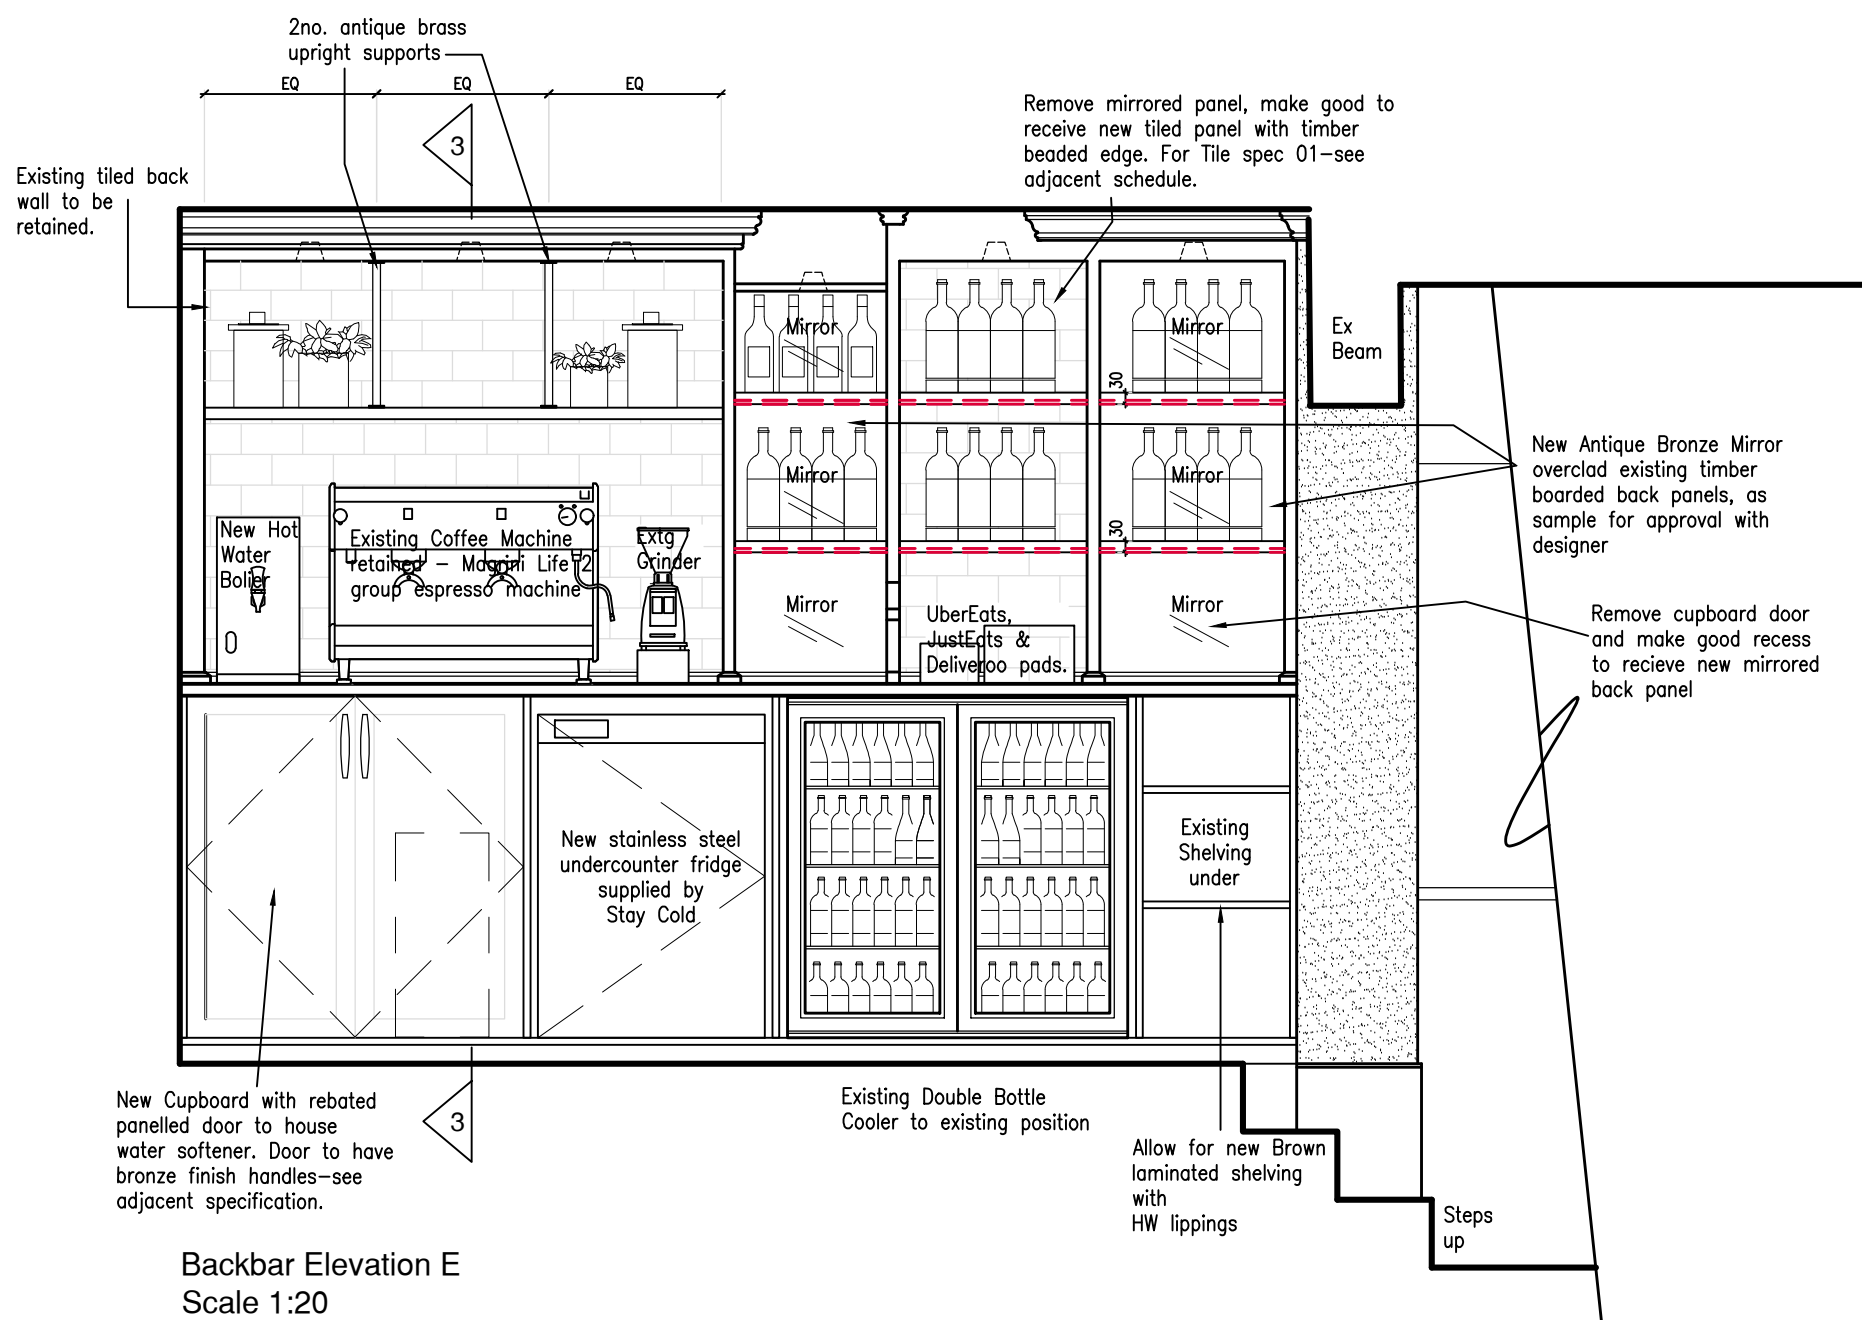 2no. antique brass
upright supports
EQ
EQ
EQ
3
Remove mirrored panel, make good to
receive new tiled panel with timber
beaded edge. For Tile spec 01-see
adjacent schedule.
Existing tiled back
wall to be
retained.
Mirror
Mirror
Ex
Beam
30
New Antique Bronze Mirror
overclad existing timber
boarded back panels, as
sample for approval with
designer
Mirror
Mirror
30
New Hot
Water
Bolier
Existing Coffee Machine
retained - Magrini Life 2
group espresso machine
Extg
Grinder
Mirror
Mirror
UberEats,
JustEats &
Deliveroo pads.
Remove cupboard door
and make good recess
to recieve new mirrored
back panel
New stainless steel
undercounter fridge
supplied by
Stay Cold
Existing
Shelving
under
New Cupboard with rebated
panelled door to house
water softener. Door to have
bronze finish handles-see
adjacent specification.
3
Existing Double Bottle
Cooler to existing position
Allow for new Brown
laminated shelving
with
HW lippings
Steps
up
Backbar Elevation E
Scale 1:20